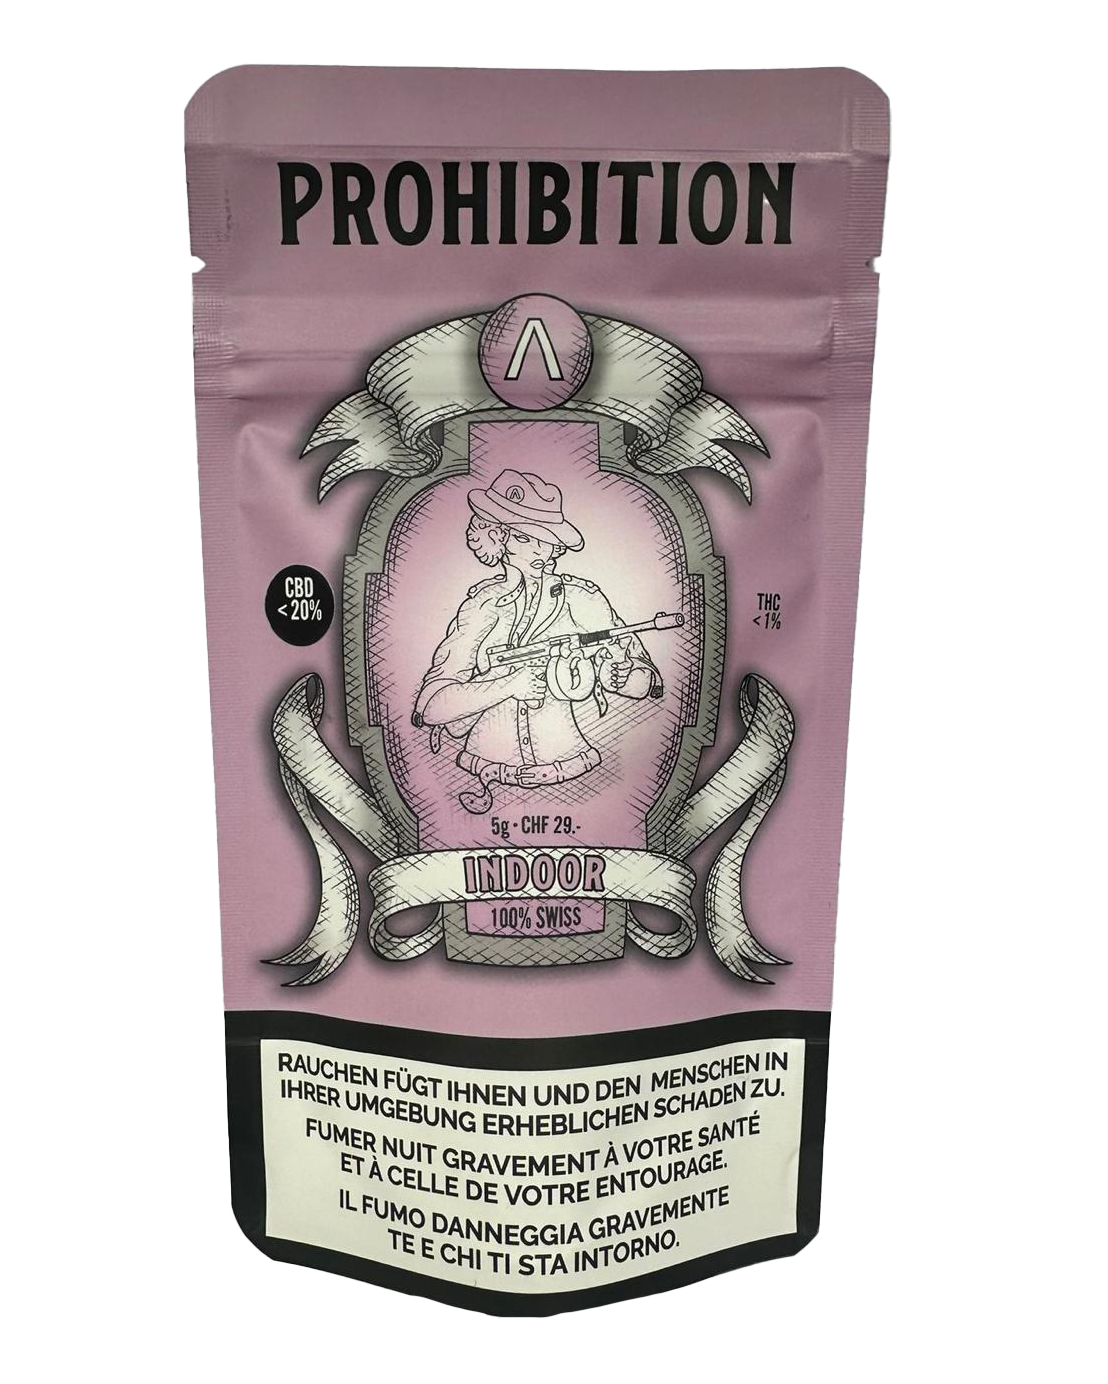 PROHIBITION
Λ
Λ
CBD
< 20%
THC
< 1%
5g • CHF 29.-
INDOOR
100% SWISS
RAUCHEN FÜGT IHNEN UND DEN MENSCHEN IN
IHRER UMGEBUNG ERHEBLICHEN SCHADEN ZU.
FUMER NUIT GRAVEMENT À VOTRE SANTÉ
ET À CELLE DE VOTRE ENTOURAGE.
IL FUMO DANNEGGIA GRAVEMENTE
TE E CHI TI STA INTORNO.